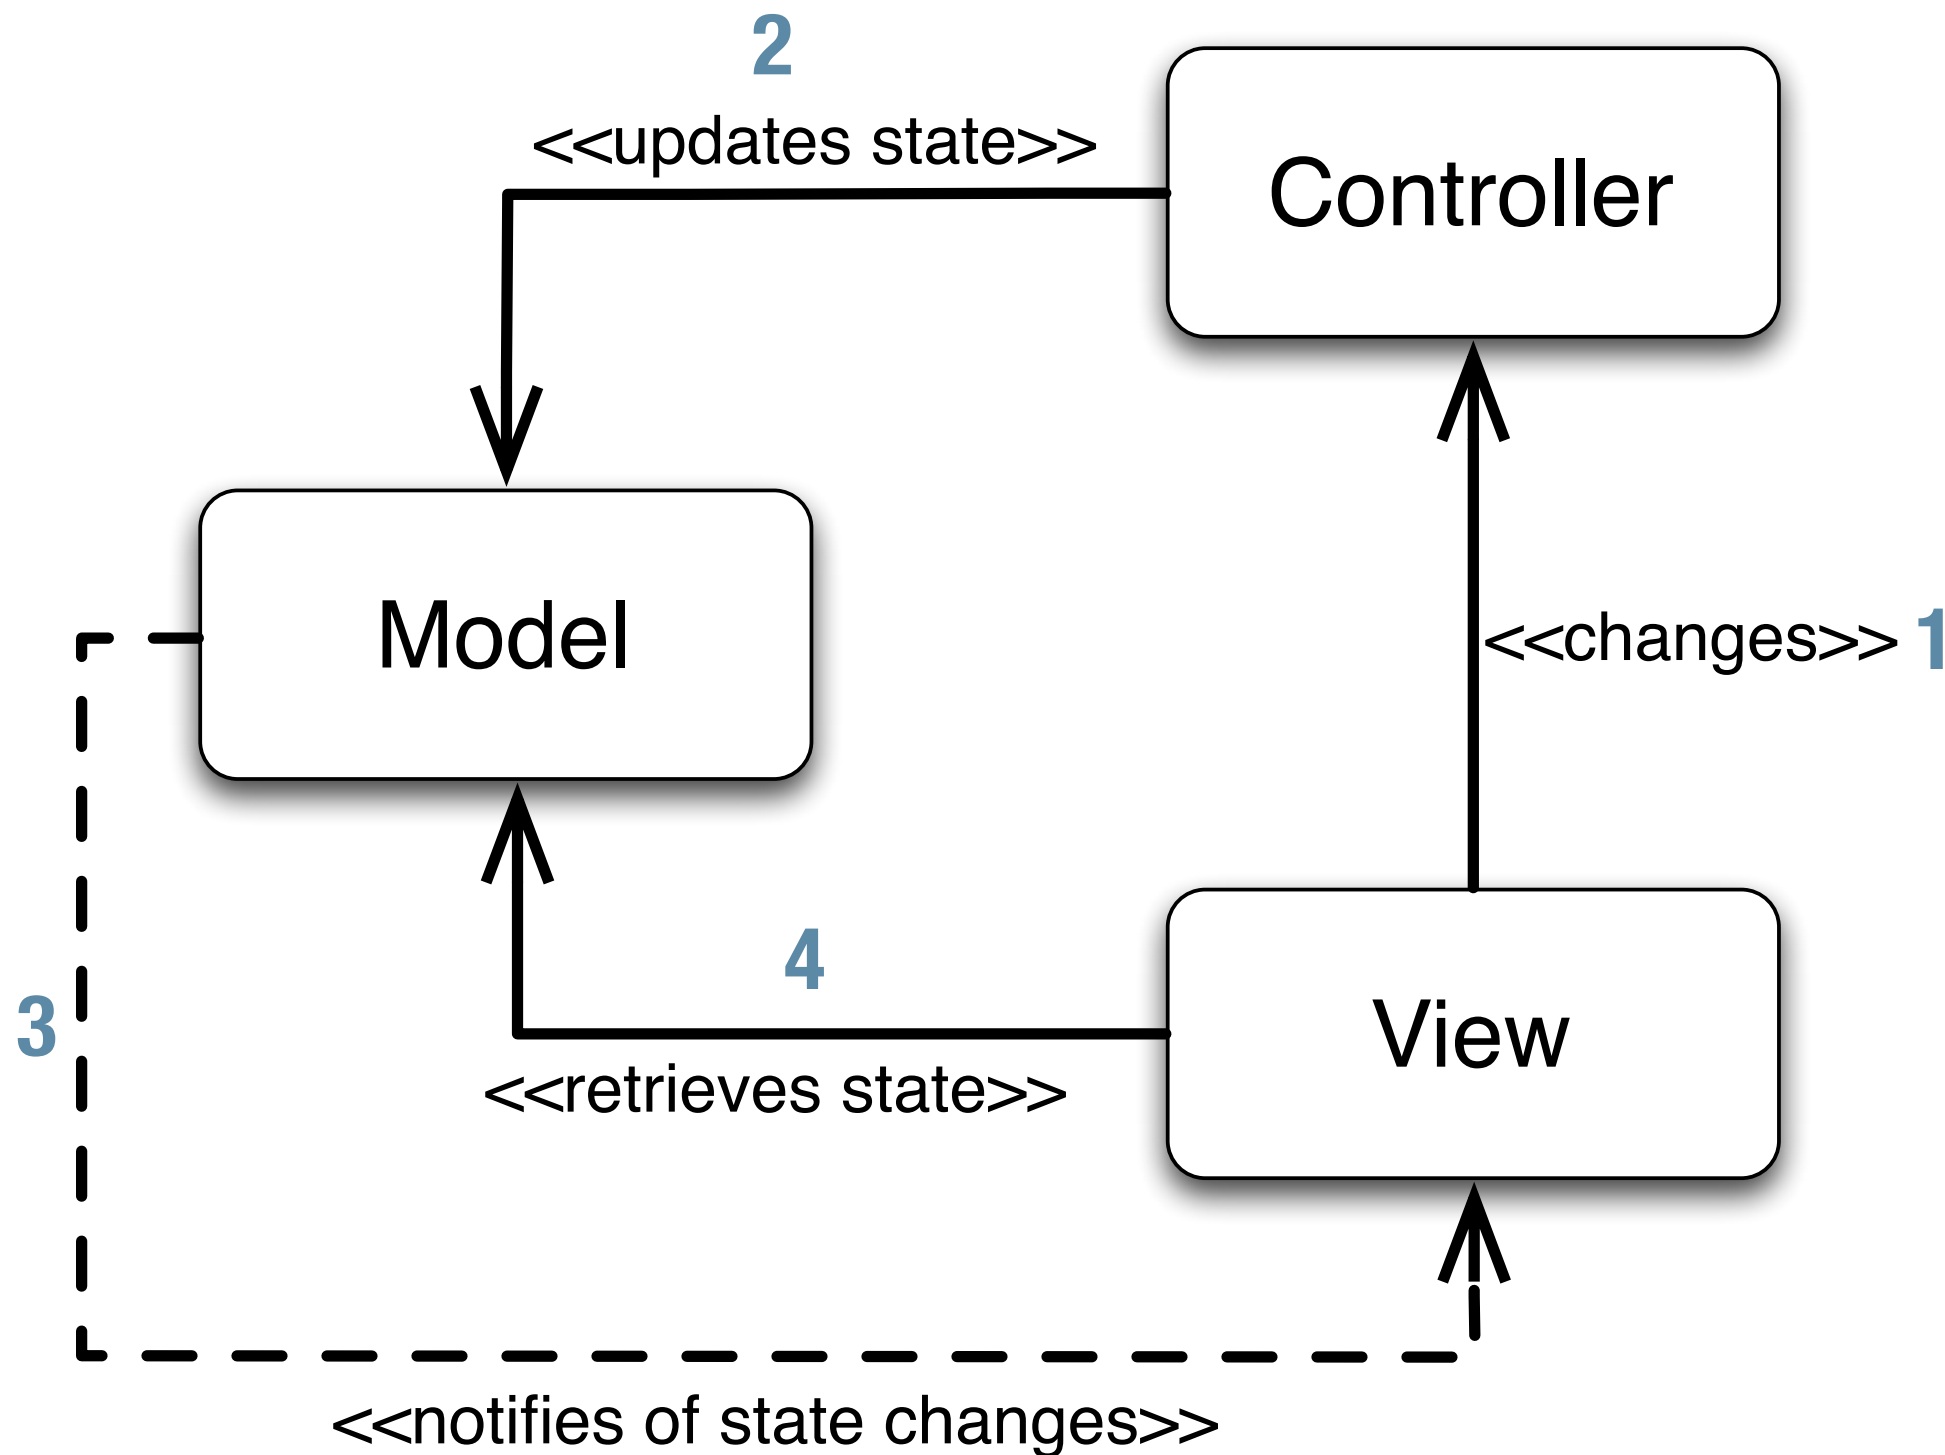 2
<<updates state>>
Controller
Model
<<changes>> 1
4
3
View
<<retrieves state>>
<<notifies of state changes>>